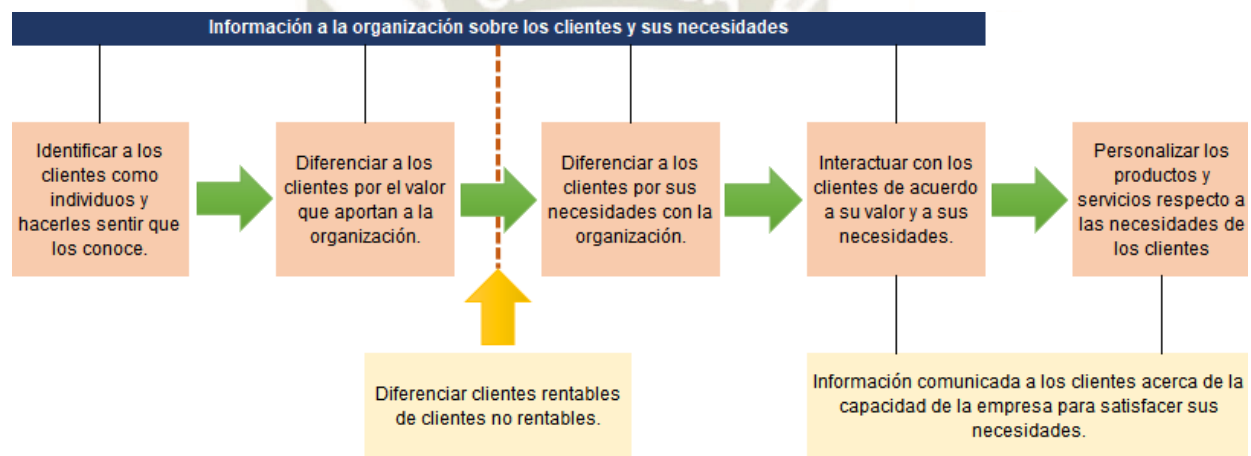 Información a la organización sobre los clientes y sus necesidades
Identificar a los
clientes como
individuos y
hacerles sentir que
los conoce.
Diferenciar a los
clientes por el valor
que aportan a la
organización.
Diferenciar a los
clientes por sus
necesidades con la
organización.
Interactuar con los
clientes de acuerdo
a su valor y a sus
necesidades.
Personalizar los
productos y
servicios respecto a
las necesidades de
los clientes
Diferenciar clientes rentables
de clientes no rentables.
Información comunicada a los clientes acerca de la
capacidad de la empresa para satisfacer sus
necesidades.